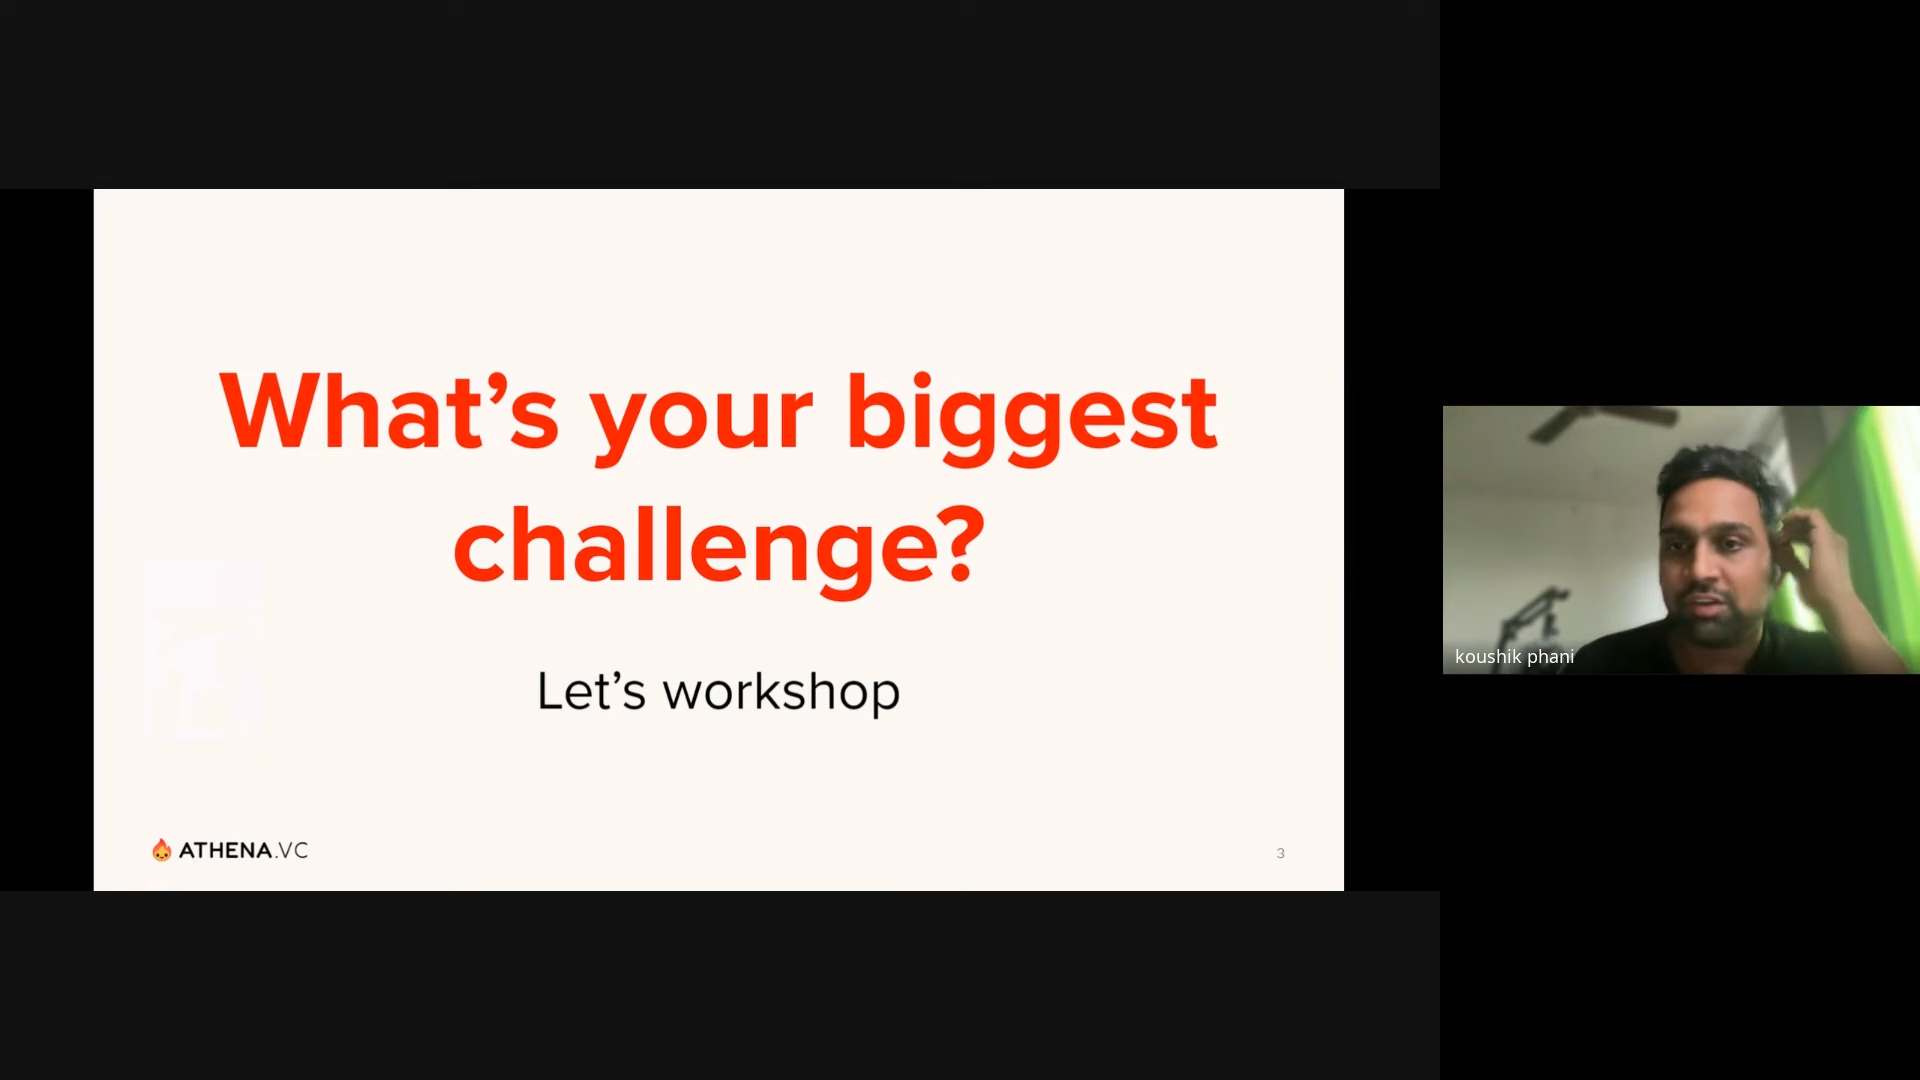 What’s your biggest
challenge?
Let’s workshop
ATHENA.VC
3
koushik phani